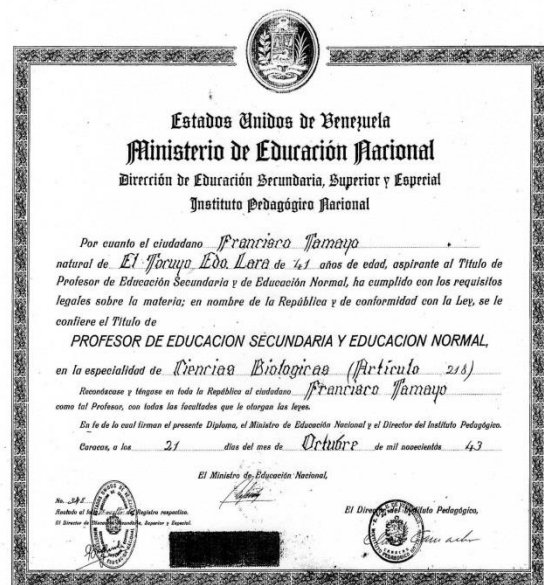 Estados Unidos de Venezuela
Ministerio de Educación Nacional
Dirección de Educación Secundaria, Superior y Especial
Instituto Pedagógico Nacional
Por cuanto el ciudadano Francisco Tamayo
natural de El Tocuyo Edo. Lara de 41 años de edad, aspirante al Titulo de
Profesor de Educación Secundaria y de Educación Normal, ha cumplido con los requisitos
legales sobre la materia; en nombre de la República y de conformidad con la Ley, se le
confiere el Titulo de
PROFESOR DE EDUCACION SECUNDARIA Y EDUCACION NORMAL,
en la especialidad de Ciencias Biologicas (Artículo 218)
Reconózcase y téngase en toda la República al ciudadano Francisco Tamayo
como tal Profesor, con todas las facultades que le otorgan las leyes.
En fe de lo cual firman el presente Diploma, el Ministro de Educación Nacional y el Director del Instituto Pedagógico.
Caracas, a los 21 días del mes de Octubre de mil novecientos 43
El Ministro de Educación Nacional,
No.
El Director del Instituto Pedagógico,
Registro respectivo.
El Director de Secundaria, Superior y Especial.